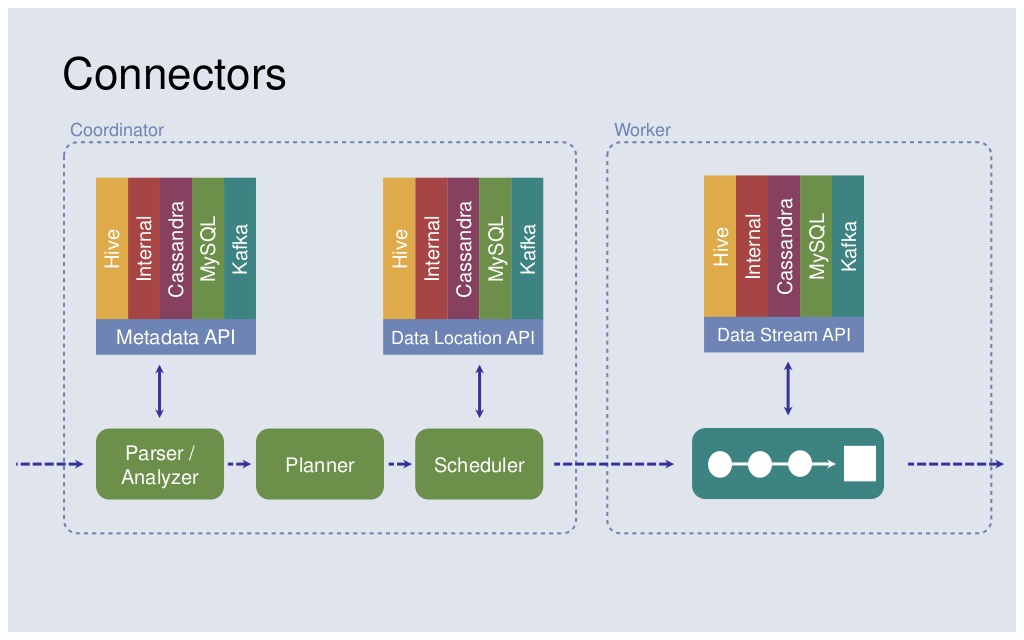 Connectors
Coordinator
Worker
Hive
Internal
Cassandra
MySQL
Kafka
Metadata API
Hive
Internal
Cassandra
MySQL
Kafka
Data Location API
Hive
Internal
Cassandra
MySQL
Kafka
Data Stream API
Parser /
Analyzer
Planner
Scheduler